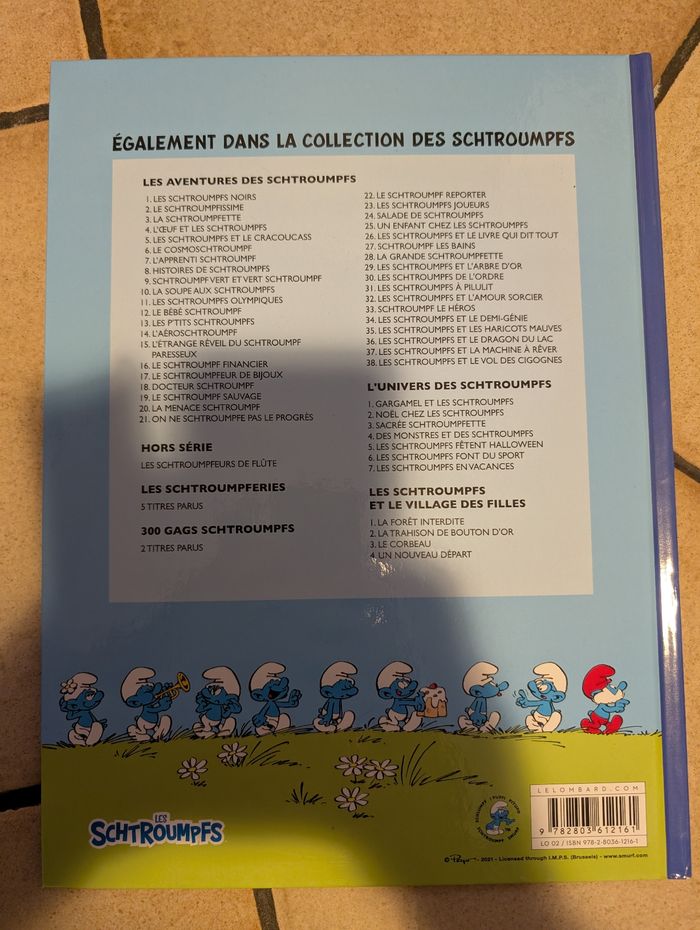 ÉGALEMENT DANS LA COLLECTION DES SCHTROUMPFS
LES AVENTURES DES SCHTROUMPFS
1. LES SCHTROUMPFS NOIRS
2. LE SCHTROUMPFISSIME
3. LA SCHTROUMPFETTE
4. L'ŒUF ET LES SCHTROUMPFS
5. LES SCHTROUMPFS ET LE CRACOUCASS
6. LE COSMOSCHTROUMPF
7. L'APPRENTI SCHTROUMPF
8. HISTOIRES DE SCHTROUMPFS
9. SCHTROUMPF VERT ET VERT SCHTROUMPF
10. LA SOUPE AUX SCHTROUMPFS
11. LES SCHTROUMPFS OLYMPIQUES
12. LE BÉBÉ SCHTROUMPF
13. LES P'TITS SCHTROUMPFS
14. L'AÉROSCHTROUMPF
15. L'ÉTRANGE RÉVEIL DU SCHTROUMPF
PARESSEUX
16. LE SCHTROUMPF FINANCIER
17. LE SCHTROUMPFEUR DE BIJOUX
18. DOCTEUR SCHTROUMPF
19. LE SCHTROUMPF SAUVAGE
20. LA MENACE SCHTROUMPF
21. ON NE SCHTROUMPFE PAS LE PROGRÈS
HORS SÉRIE
LES SCHTROUMPFEURS DE FLÛTE
LES SCHTROUMPFERIES
5 TITRES PARUS
300 GAGS SCHTROUMPFS
2 TITRES PARUS
22. LE SCHTROUMPF REPORTER
23. LES SCHTROUMPFS JOUEURS
24. SALADE DE SCHTROUMPFS
25. UN ENFANT CHEZ LES SCHTROUMPFS
26. LES SCHTROUMPFS ET LE LIVRE QUI DIT TOUT
27. SCHTROUMPF LES BAINS
28. LA GRANDE SCHTROUMPFETTE
29. LES SCHTROUMPFS ET L'ARBRE D'OR
30. LES SCHTROUMPFS DE L'ORDRE
31. LES SCHTROUMPFS À PILULIT
32. LES SCHTROUMPFS ET L'AMOUR SORCIER
33. SCHTROUMPF LE HÉROS
34. LES SCHTROUMPFS ET LE DEMI-GÉNIE
35. LES SCHTROUMPFS ET LES HARICOTS MAUVES
36. LES SCHTROUMPFS ET LE DRAGON DU LAC
37. LES SCHTROUMPFS ET LA MACHINE À RÊVER
38. LES SCHTROUMPFS ET LE VOL DES CIGOGNES
L'UNIVERS DES SCHTROUMPFS
1. GARGAMEL ET LES SCHTROUMPFS
2. NOËL CHEZ LES SCHTROUMPFS
3. SACRÉE SCHTROUMPFETTE
4. DES MONSTRES ET DES SCHTROUMPFS
5. LES SCHTROUMPFS FÊTENT HALLOWEEN
6. LES SCHTROUMPFS FONT DU SPORT
7. LES SCHTROUMPFS EN VACANCES
LES SCHTROUMPFS
ET LE VILLAGE DES FILLES
1. LA FORÊT INTERDITE
2. LA TRAHISON DE BOUTON D'OR
3. LE CORBEAU
4. UN NOUVEAU DÉPART
LES
SCHTROUMPFS
LELOMBARD.COM
9 782803 612161
LO 02 / ISBN 978-2-8036-1216-1
© Peyo - 2021 - Licensed through I.M.P.S. (Brussels) - www.smurf.com